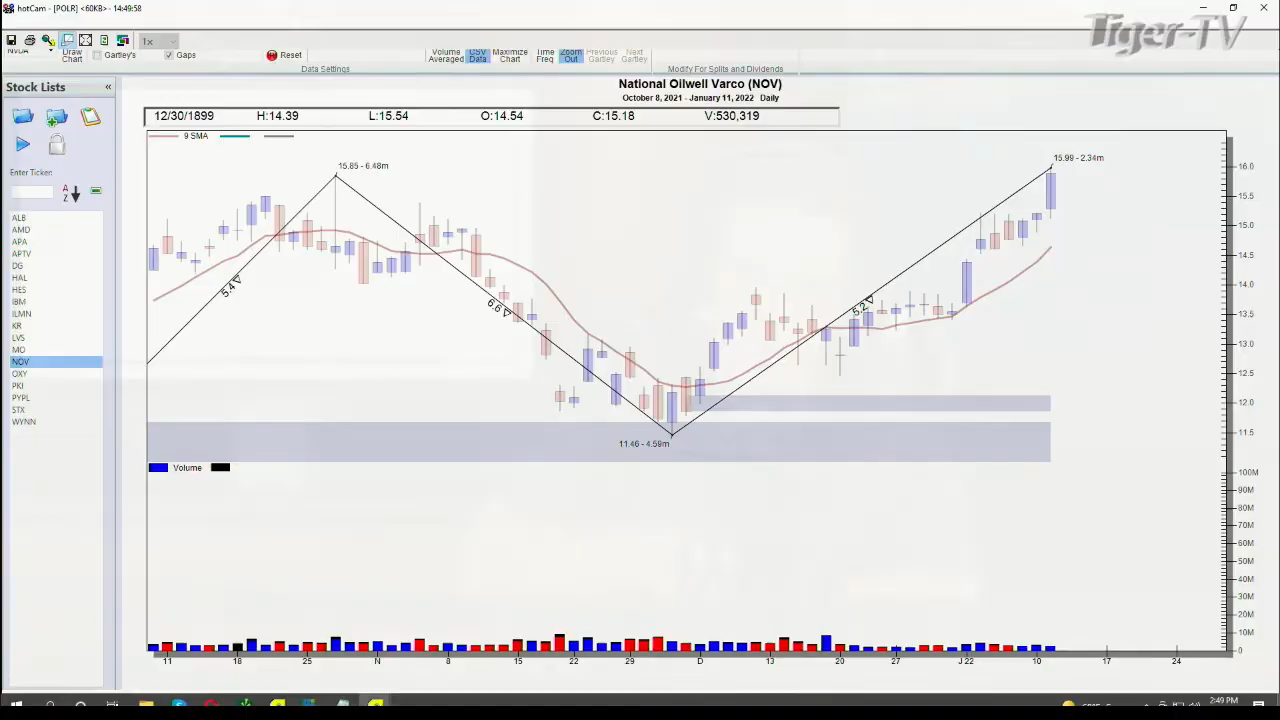 hotCam - [POLR] <60KB> - 14:49:58
Tiger-TV
1x
NVDA
Draw Chart
Gartley's
Gaps
Reset
Data Settings
Volume Averaged
CSV Data
Maximize Chart
Time Freq
Zoom Out
Previous Gartley
Next Gartley
Modify For Splits and Dividends
Stock Lists «
Enter Ticker:
A
Z
ALB
AMD
APA
APTV
DG
HAL
HES
IBM
ILMN
KR
LVS
MO
NOV
OXY
PKI
PYPL
STX
WYNN
National Oilwell Varco (NOV)
October 8, 2021 - January 11, 2022 Daily
12/30/1899 H:14.39 L:15.54 O:14.54 C:15.18 V:530,319
9 SMA
15.85 - 6.48m
15.99 - 2.34m
5.4
6.6
5.2
11.46 - 4.59m
16.0
15.5
15.0
14.5
14.0
13.5
13.0
12.5
12.0
11.5
Volume
100M
90M
80M
70M
60M
50M
40M
30M
20M
10M
0
11 18 25 N 8 15 22 29 D 13 20 27 J 22 10 17 24
2:49 PM